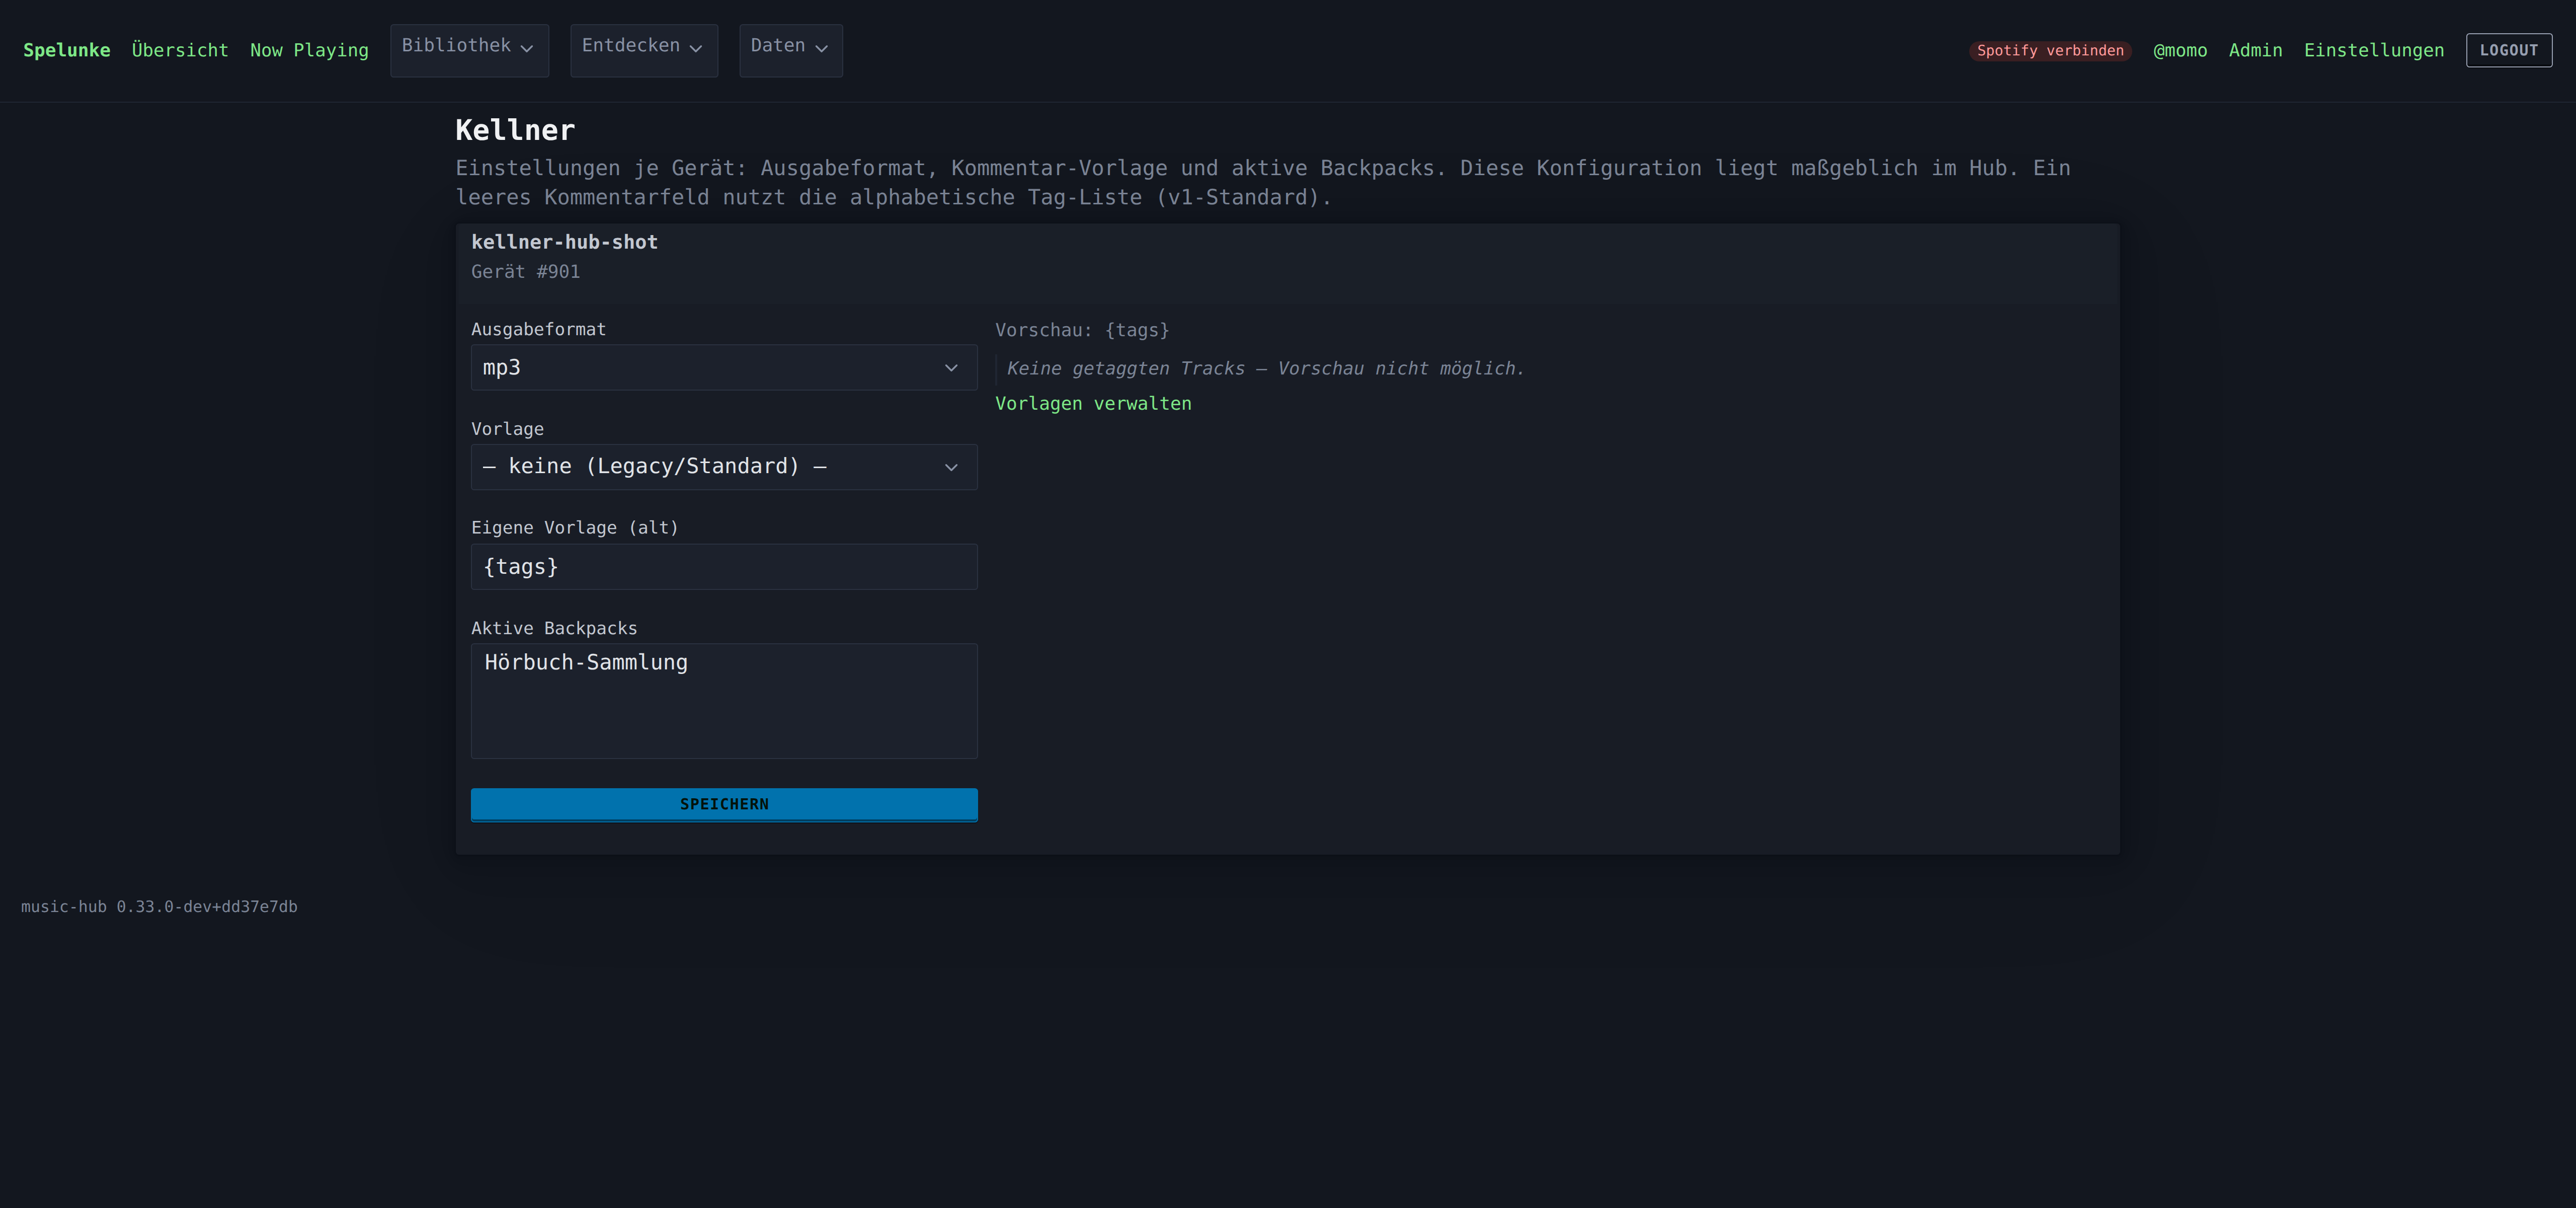 Spelunke Übersicht Now Playing Bibliothek Entdecken Daten Spotify verbinden @momo Admin Einstellungen LOGOUT
Kellner
Einstellungen je Gerät: Ausgabeformat, Kommentar-Vorlage und aktive Backpacks. Diese Konfiguration liegt maßgeblich im Hub. Ein
leeres Kommentarfeld nutzt die alphabetische Tag-Liste (v1-Standard).
kellner-hub-shot
Gerät #901
Ausgabeformat
mp3
Vorlage
— keine (Legacy/Standard) —
Eigene Vorlage (alt)
{tags}
Aktive Backpacks
Hörbuch-Sammlung
SPEICHERN
Vorschau: {tags}
Keine getaggten Tracks — Vorschau nicht möglich.
Vorlagen verwalten
music-hub 0.33.0-dev+dd37e7db